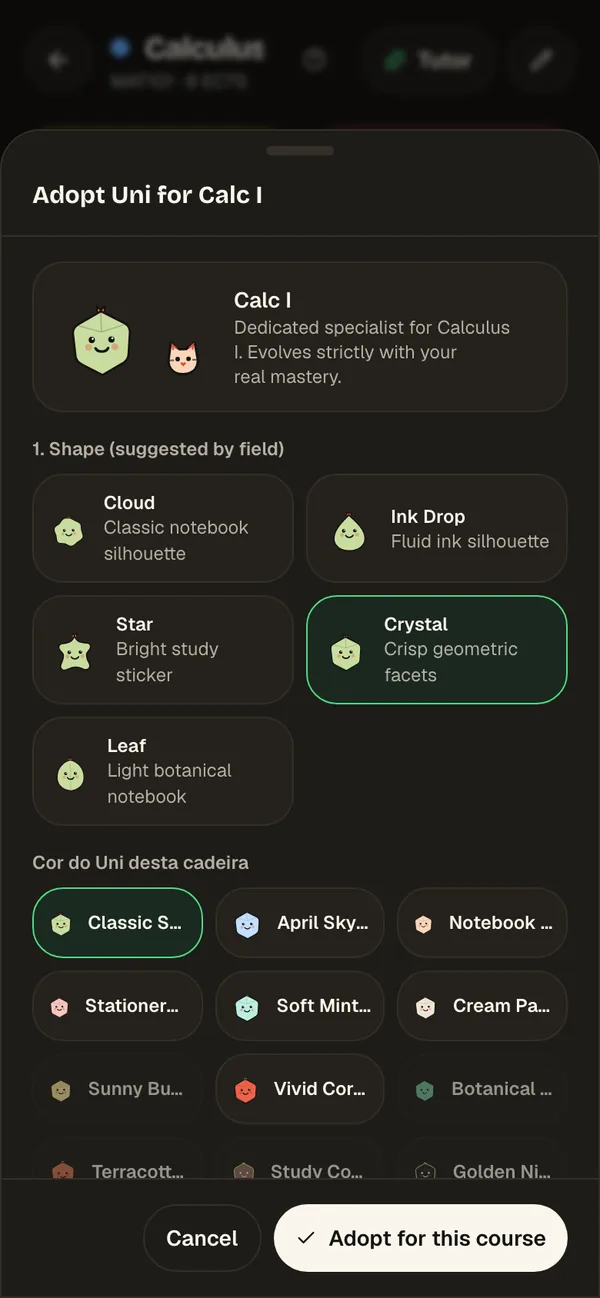 Calculus
Tutor
Adopt Uni for Calc I
Calc I
Dedicated specialist for Calculus
I. Evolves strictly with your
real mastery.
1. Shape (suggested by field)
Cloud
Classic notebook
silhouette
Ink Drop
Fluid ink silhouette
Star
Bright study
sticker
Crystal
Crisp geometric
facets
Leaf
Light botanical
notebook
Cor do Uni desta cadeira
Classic S...
April Sky...
Notebook ...
Stationer...
Soft Mint...
Cream Pa...
Sunny Bu...
Vivid Cor...
Botanical ...
Terracott...
Study Co...
Golden Ni...
Cancel
Adopt for this course